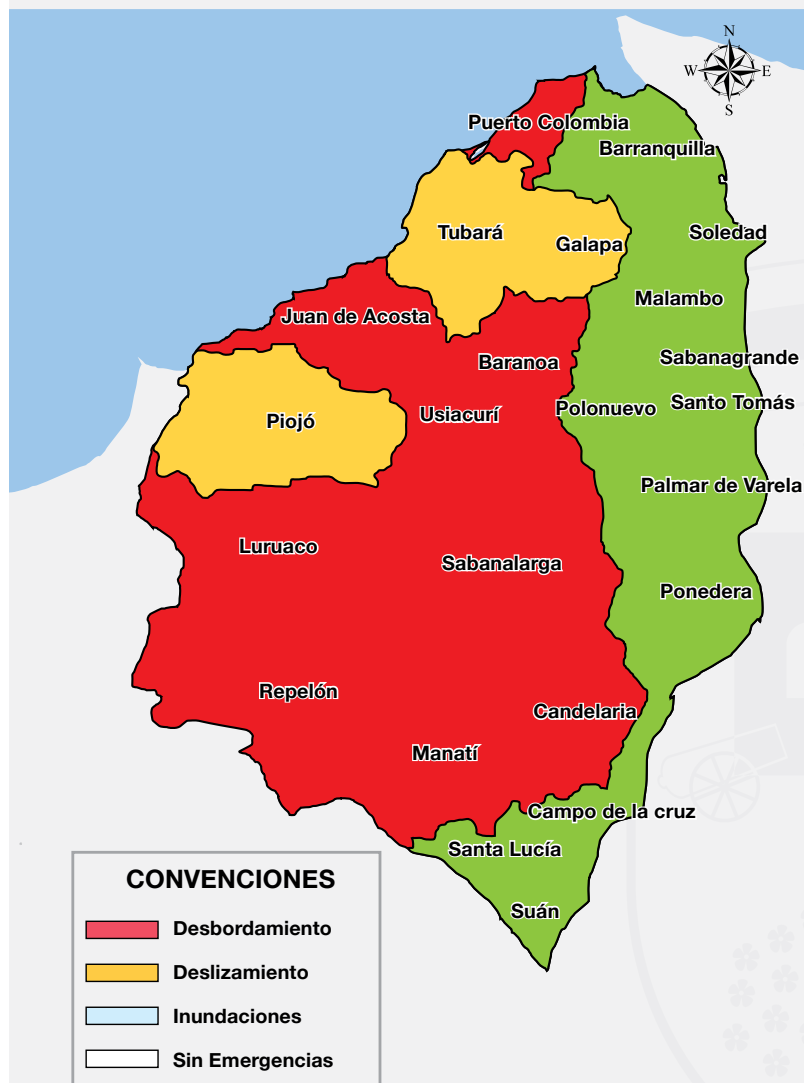 N
W
E
S
Puerto Colombia
Barranquilla
Tubará
Galapa
Soledad
Malambo
Juan de Acosta
Baranoa
Sabanagrande
Piojó
Usiacurí
Polonuevo
Santo Tomás
Palmar de Varela
Luruaco
Sabanalarga
Ponedera
Repelón
Candelaria
Manatí
Campo de la cruz
Santa Lucía
Suán
CONVENCIONES
Desbordamiento
Deslizamiento
Inundaciones
Sin Emergencias